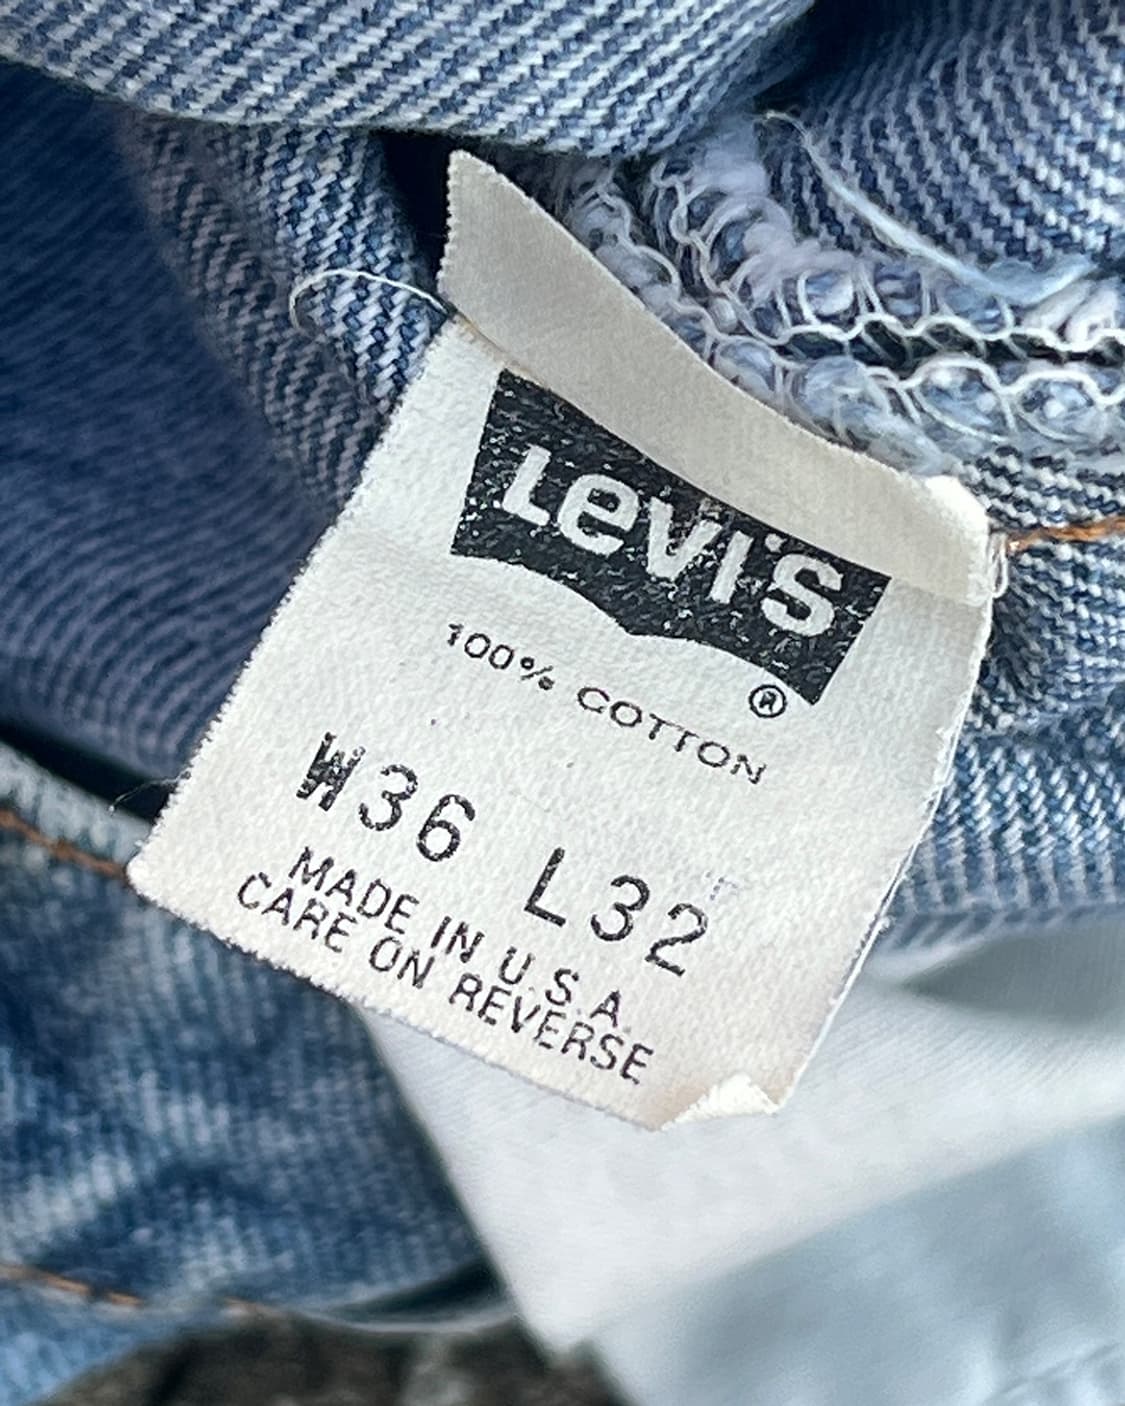 Levi's
®
100% COTTON
W36 L32
MADE IN U.S.A.
CARE ON REVERSE